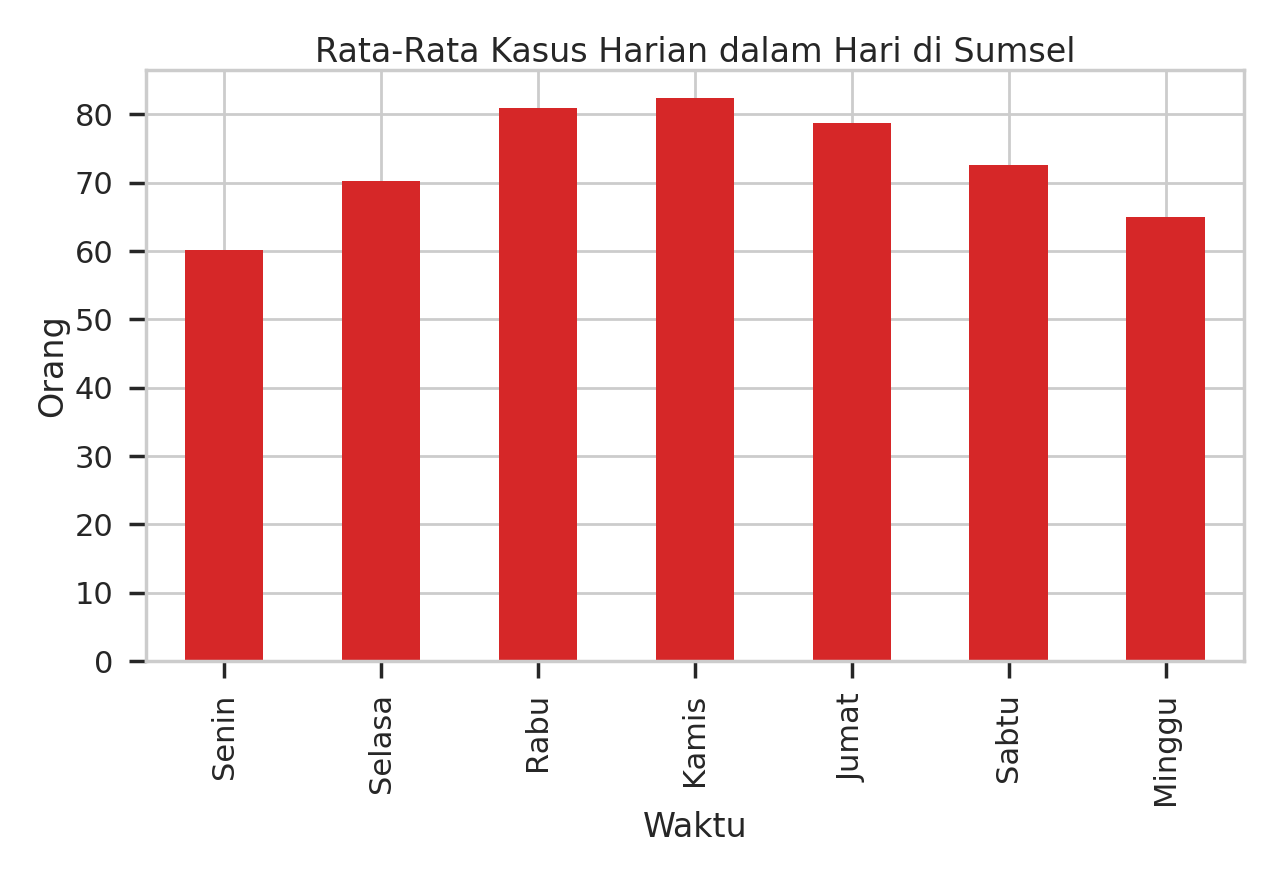 Rata-Rata Kasus Harian dalam Hari di Sumsel
Orang
80
70
60
50
40
30
20
10
0
Senin
Selasa
Rabu
Kamis
Jumat
Sabtu
Minggu
Waktu